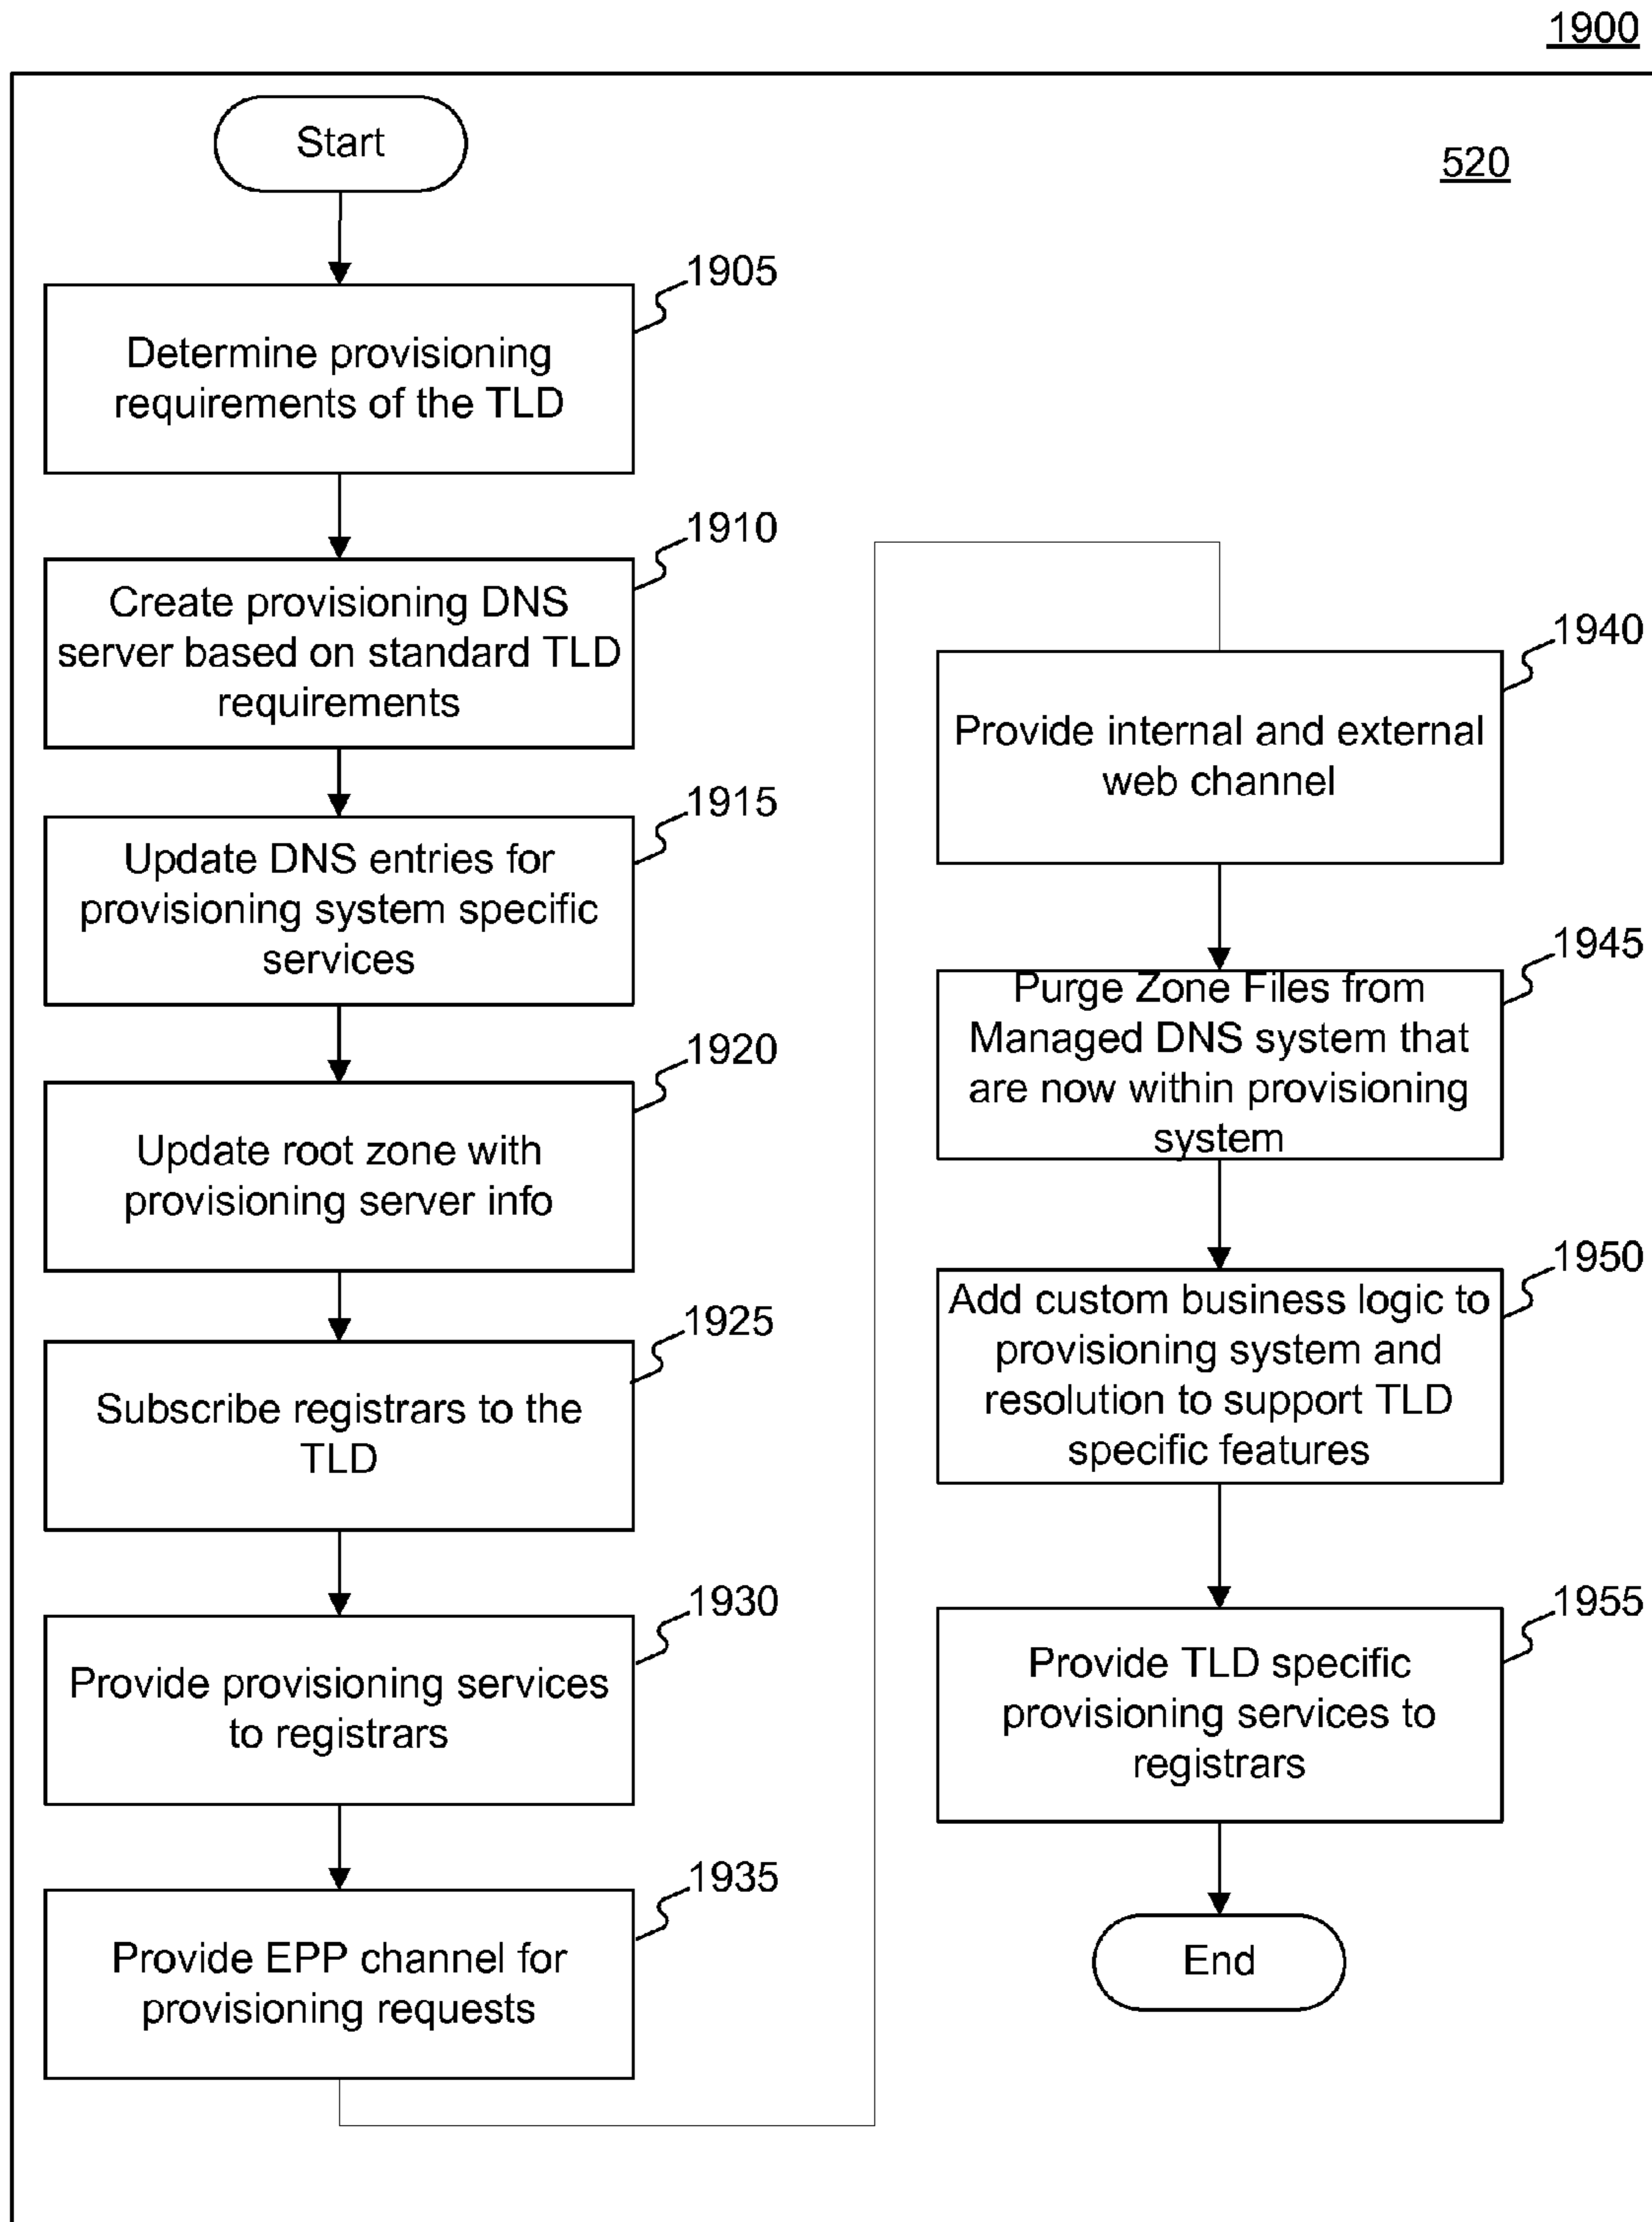 1900
520
Start
1905
Determine provisioning
requirements of the TLD
1910
Create provisioning DNS
server based on standard TLD
requirements
1915
Update DNS entries for
provisioning system specific
services
1920
Update root zone with
provisioning server info
1925
Subscribe registrars to the
TLD
1930
Provide provisioning services
to registrars
1935
Provide EPP channel for
provisioning requests
1940
Provide internal and external
web channel
1945
Purge Zone Files from
Managed DNS system that
are now within provisioning
system
1950
Add custom business logic to
provisioning system and
resolution to support TLD
specific features
1955
Provide TLD specific
provisioning services to
registrars
End